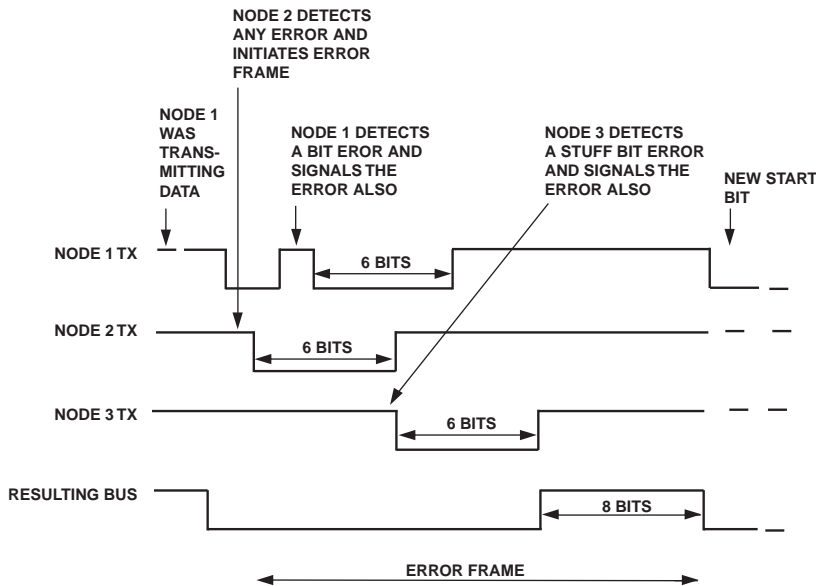 NODE 2 DETECTS
ANY ERROR AND
INITIATES ERROR
FRAME
NODE 1
WAS
TRANS-
MITTING
DATA
NODE 1 DETECTS
A BIT EROR AND
SIGNALS THE
ERROR ALSO
NODE 3 DETECTS
A STUFF BIT ERROR
AND SIGNALS THE
ERROR ALSO
NEW START
BIT
NODE 1 TX
6 BITS
NODE 2 TX
6 BITS
NODE 3 TX
6 BITS
RESULTING BUS
8 BITS
ERROR FRAME